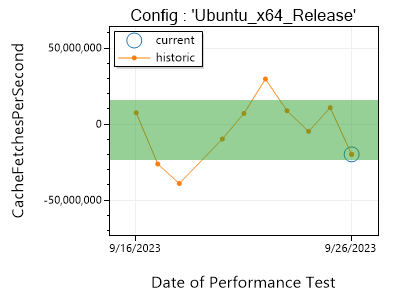 Config : 'Ubuntu_x64_Release'
current
historic
50,000,000
0
-50,000,000
CacheFetchesPerSecond
9/16/2023
9/26/2023
Date of Performance Test